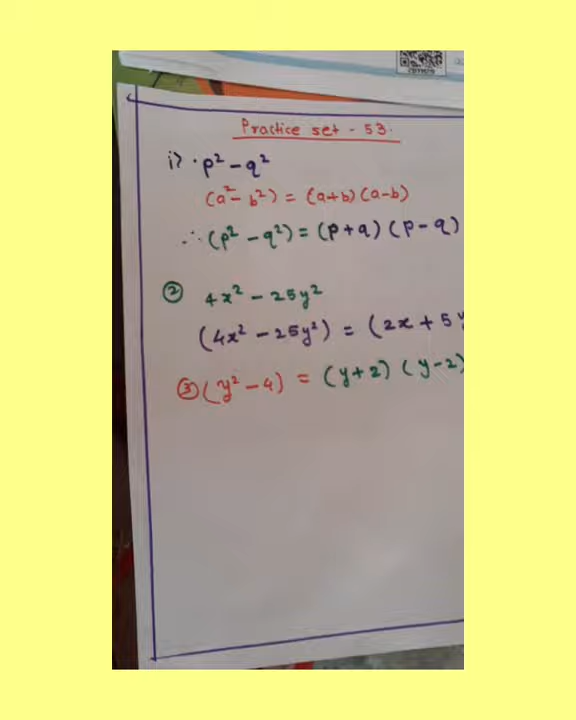 Practice set - 53.
i) p² - q²
(a² - b²) = (a+b) (a-b)
∴ (p² - q²) = (p+q) (p-q)
② 4x² - 25y²
(4x² - 25y²) = (2x + 5y
③ (y² - 4) = (y+2) (y-2)